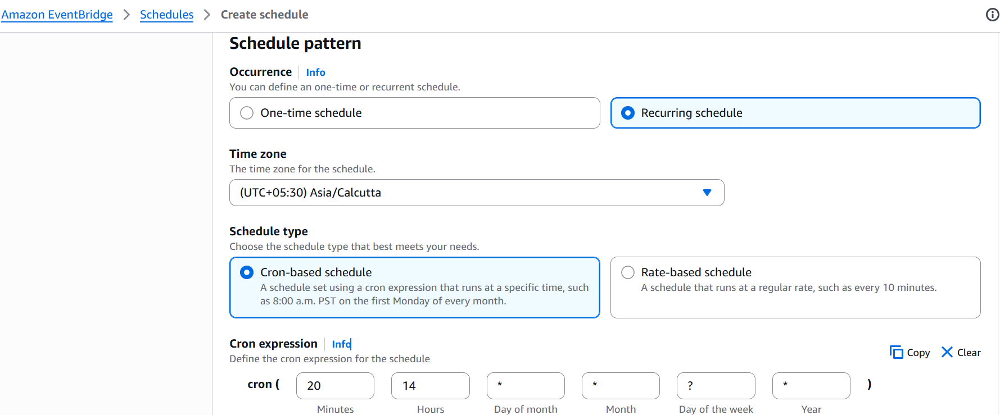 Amazon EventBridge > Schedules > Create schedule
Schedule pattern
Occurrence Info
You can define an one-time or recurrent schedule.
One-time schedule
Recurring schedule
Time zone
The time zone for the schedule.
(UTC+05:30) Asia/Calcutta
Schedule type
Choose the schedule type that best meets your needs.
Cron-based schedule
A schedule set using a cron expression that runs at a specific time, such
as 8:00 a.m. PST on the first Monday of every month.
Rate-based schedule
A schedule that runs at a regular rate, such as every 10 minutes.
Cron expression Info
Define the cron expression for the schedule
Copy Clear
cron ( 20 14 * * ? * )
Minutes Hours Day of month Month Day of the week Year